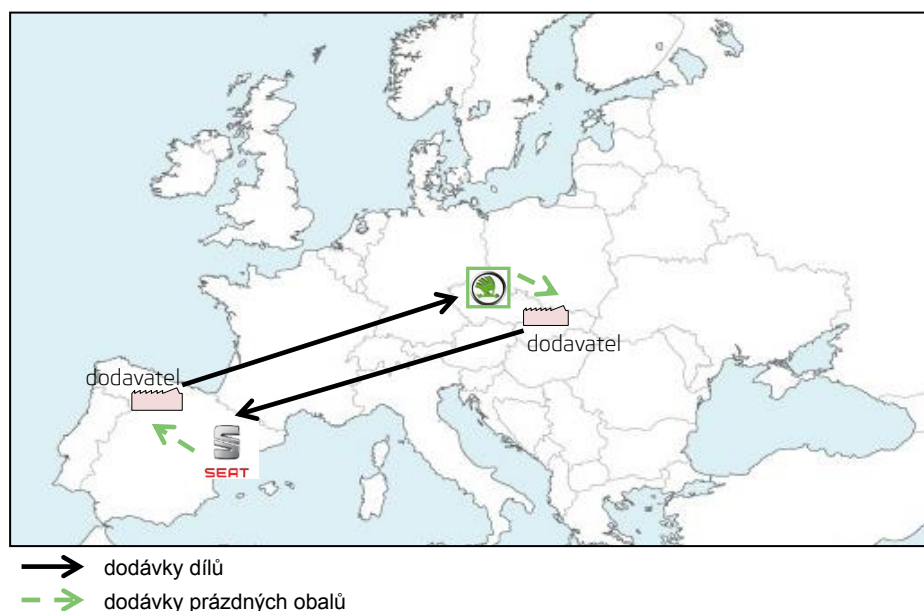 dodavatel
dodavatel
SEAT
dodávky dílů
dodávky prázdných obalů